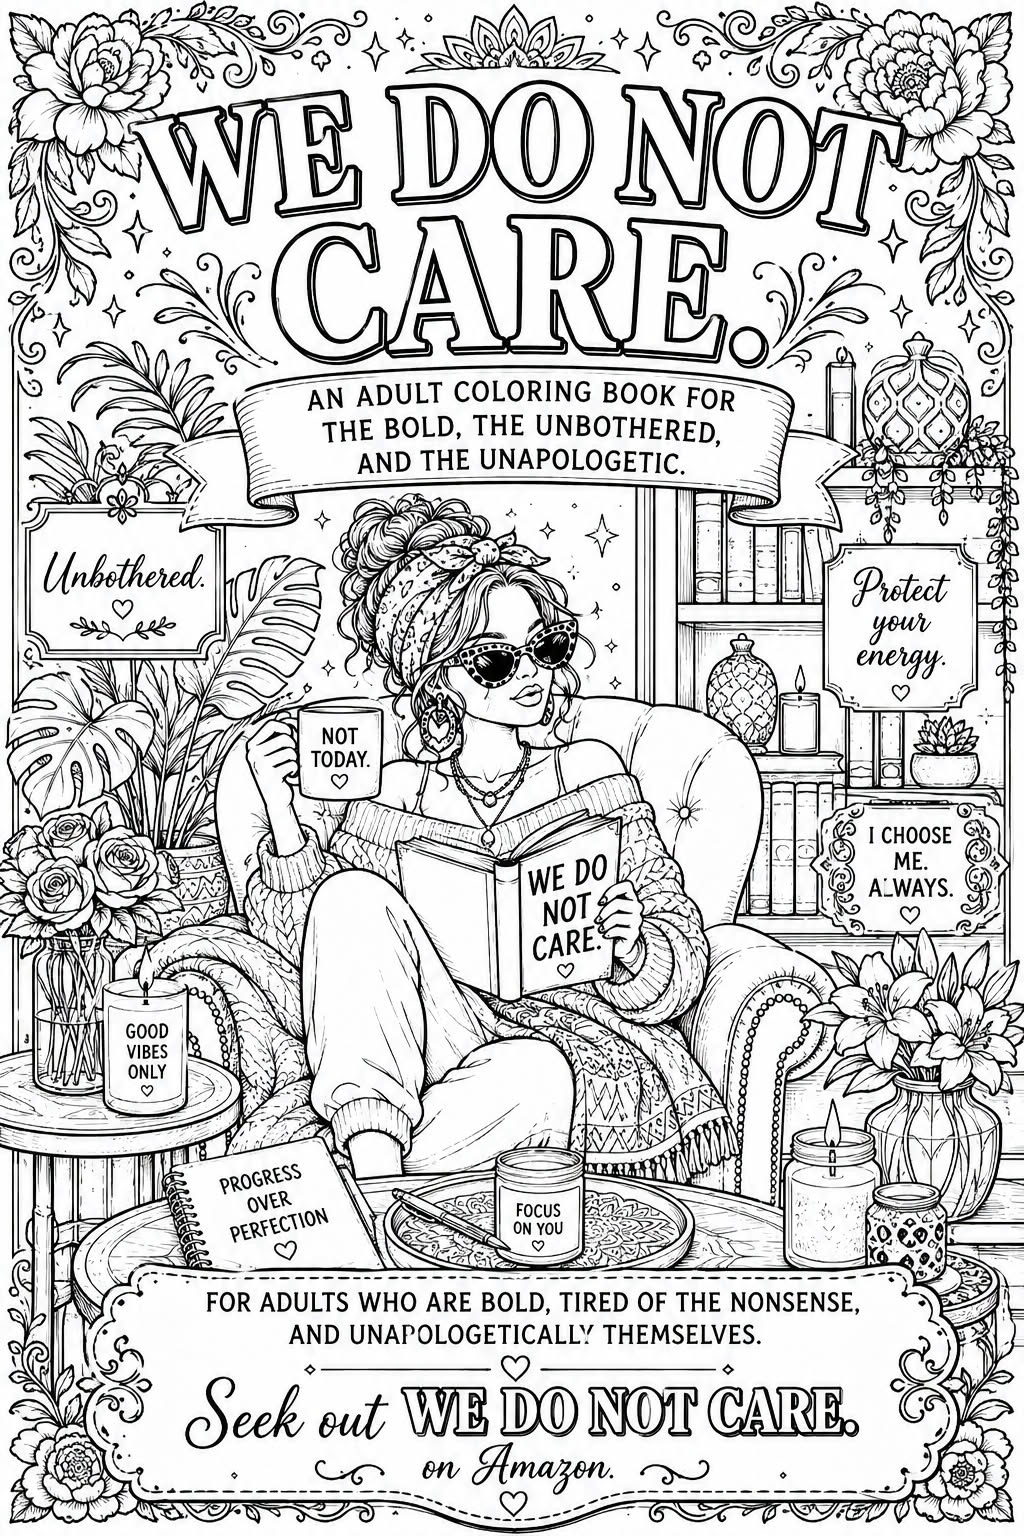 WE DO NOT
CARE.
AN ADULT COLORING BOOK FOR
THE BOLD, THE UNBOTHERED,
AND THE UNAPOLOGETIC.
Unbothered.
Protect
your
energy.
NOT
TODAY.
I CHOOSE
ME.
ALWAYS.
WE DO
NOT
CARE.
GOOD
VIBES
ONLY
PROGRESS
OVER
PERFECTION
FOCUS
ON YOU
FOR ADULTS WHO ARE BOLD, TIRED OF THE NONSENSE,
AND UNAPOLOGETICALLY THEMSELVES.
Seek out WE DO NOT CARE.
on Amazon.